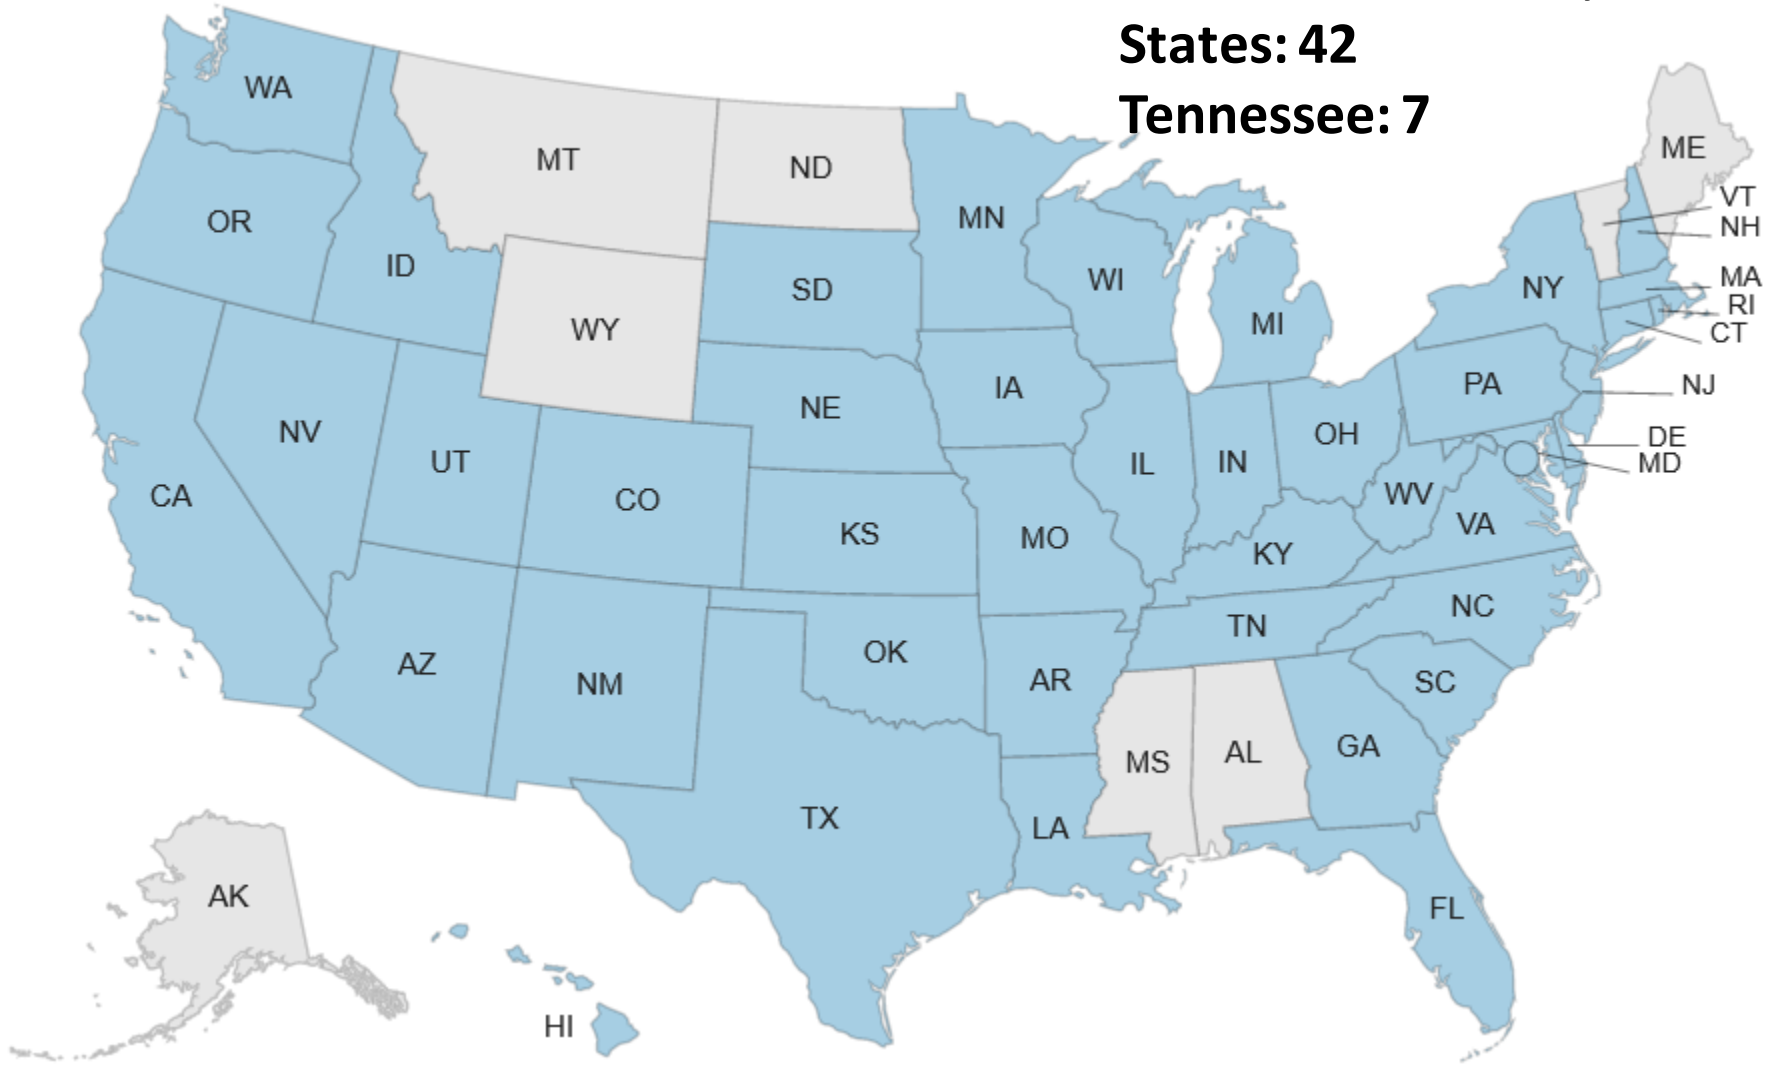 States: 42
Tennessee: 7
WA
MT
ND
ME
OR
MN
VT
NH
ID
SD
WI
NY
MA
RI
CT
WY
MI
IA
PA
NJ
NE
NV
UT
OH
DE
MD
CA
CO
IL
IN
WV
KS
MO
VA
KY
NC
TN
AZ
NM
OK
AR
SC
MS
AL
GA
TX
LA
AK
FL
HI